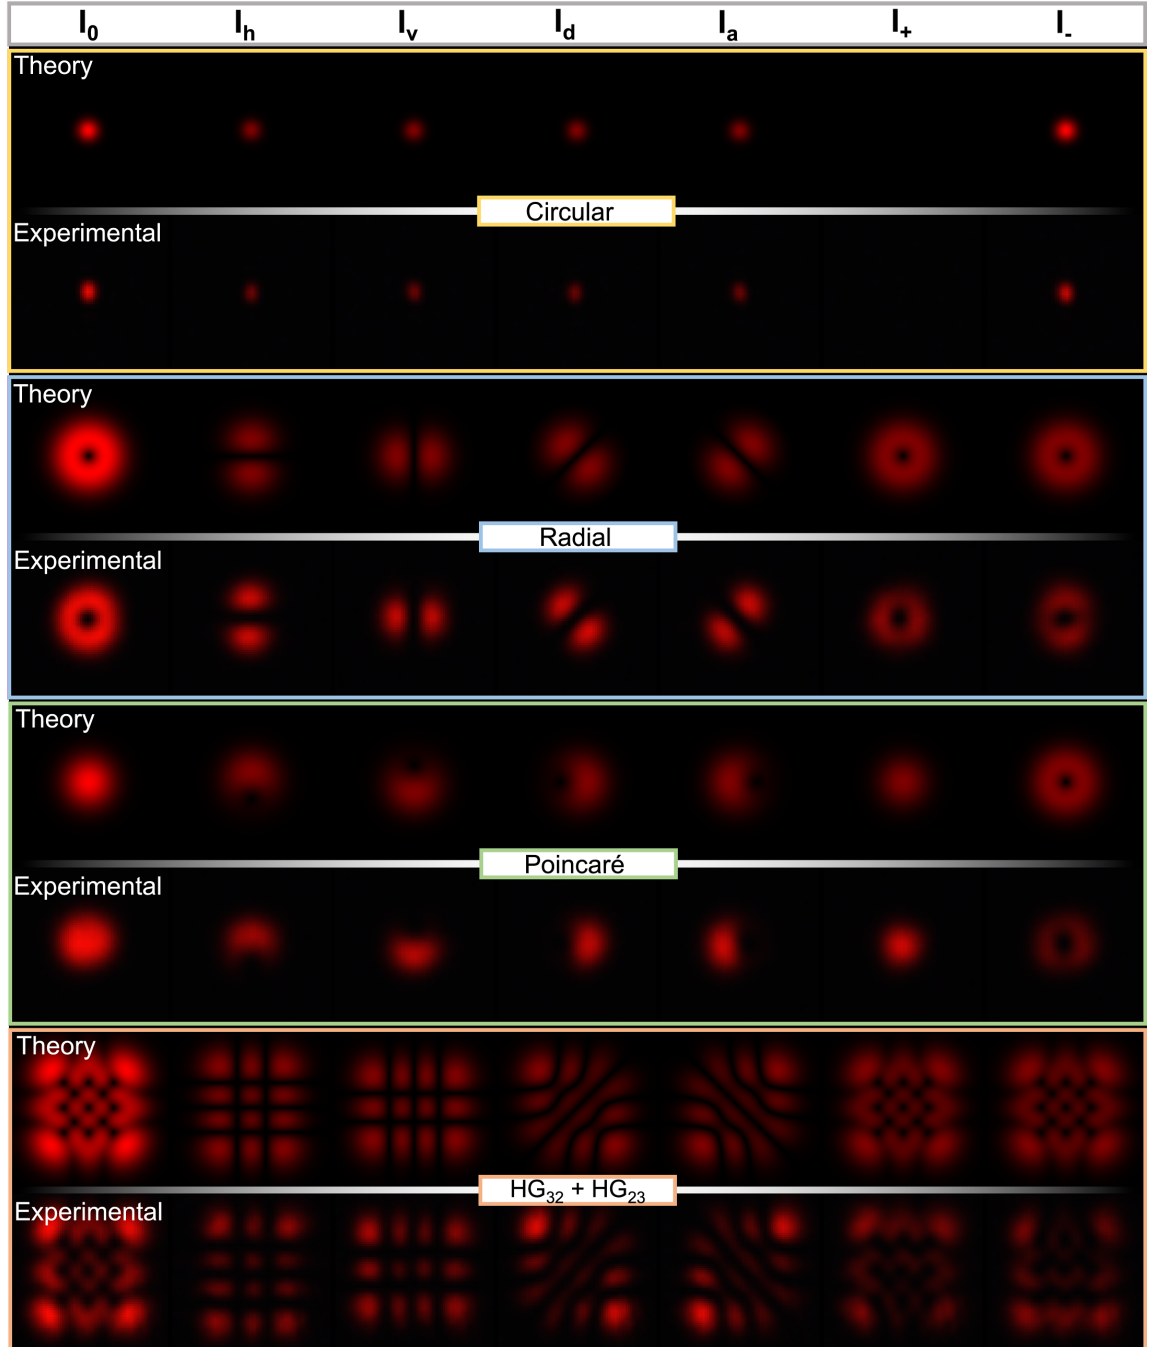 I0 Ih Iv Id Ia I+ I-
Theory
Circular
Experimental
Theory
Radial
Experimental
Theory
Poincaré
Experimental
Theory
HG32 + HG23
Experimental